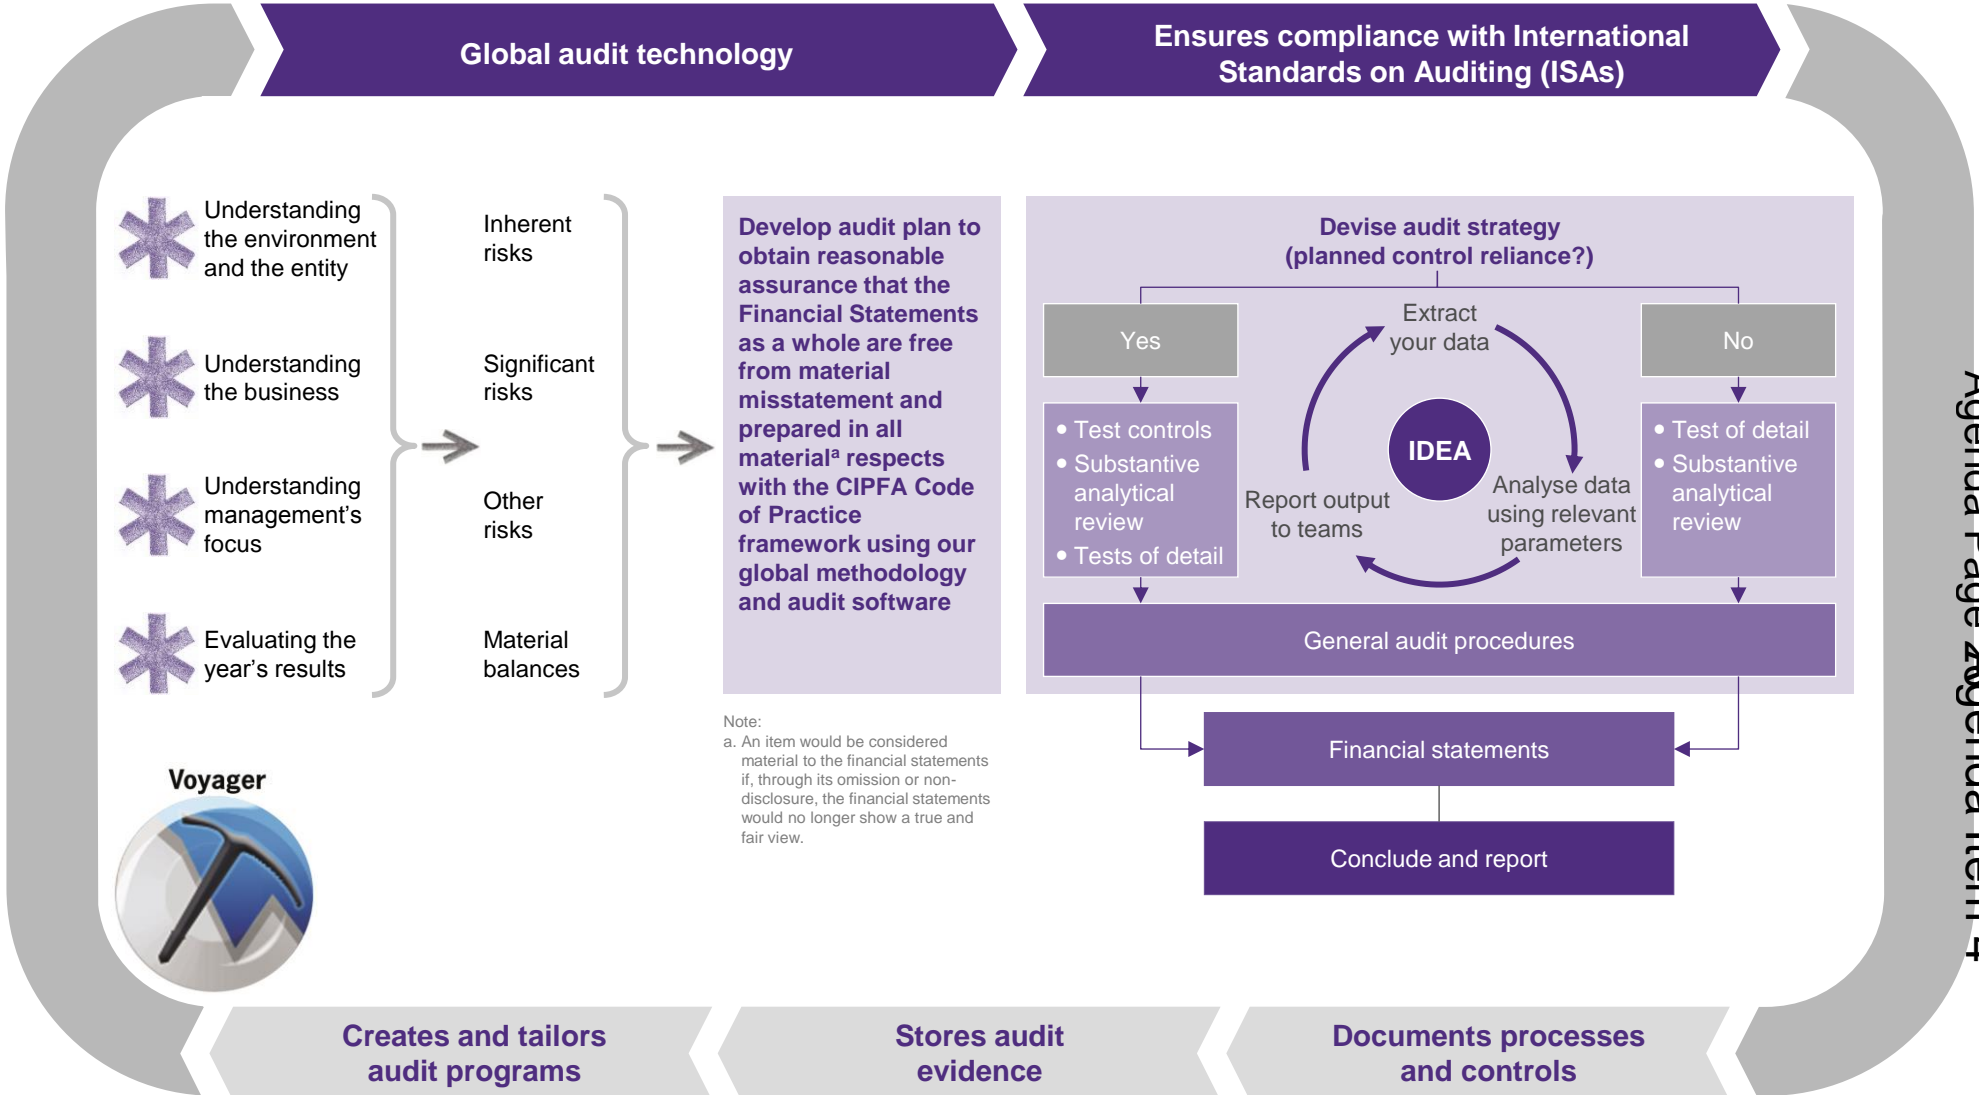 Global audit technology
Ensures compliance with International
Standards on Auditing (ISAs)
Understanding
the environment
and the entity
Understanding
the business
Understanding
management's
focus
Evaluating the
year's results
Inherent
risks
Significant
risks
Other
risks
Material
balances
Develop audit plan to
obtain reasonable
assurance that the
Financial Statements
as a whole are free
from material
misstatement and
prepared in all
materialᵃ respects
with the CIPFA Code
of Practice
framework using our
global methodology
and audit software
Note:
a. An item would be considered
material to the financial statements
if, through its omission or non-
disclosure, the financial statements
would no longer show a true and
fair view.
Devise audit strategy
(planned control reliance?)
Yes
• Test controls
• Substantive
analytical
review
• Tests of detail
Extract
your data
IDEA
Analyse data
using relevant
parameters
Report output
to teams
No
• Test of detail
• Substantive
analytical
review
General audit procedures
Financial statements
Conclude and report
Voyager
Creates and tailors
audit programs
Stores audit
evidence
Documents processes
and controls
Agenda Page
Agenda Item 4